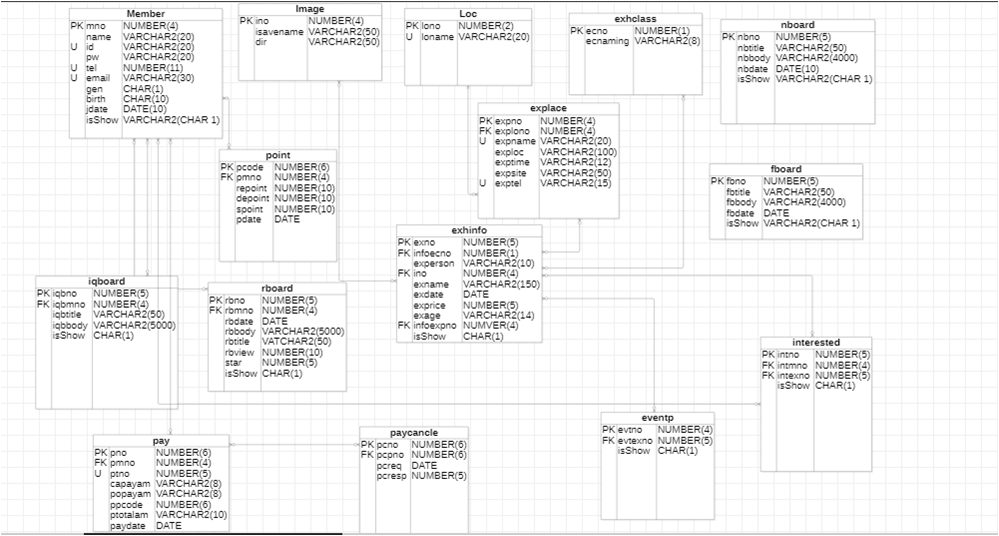 Member
PK mno NUMBER(4)
name VARCHAR2(20)
U id VARCHAR2(20)
pw VARCHAR2(20)
U tel NUMBER(11)
U email VARCHAR2(30)
gen CHAR(1)
birth CHAR(10)
jdate DATE(10)
isShow VARCHAR2(CHAR 1)
Image
PK ino NUMBER(4)
isavename VARCHAR2(50)
dir VARCHAR2(50)
Loc
PK lono NUMBER(2)
U loname VARCHAR2(20)
exhclass
PK ecno NUMBER(1)
ecnaming VARCHAR2(8)
nboard
PK nbno NUMBER(5)
nbtitle VARCHAR2(50)
nbbody VARCHAR2(4000)
nbdate DATE(10)
isShow VARCHAR2(CHAR 1)
explace
PK expno NUMBER(4)
FK explono NUMBER(4)
U expname VARCHAR2(20)
exploc VARCHAR2(100)
exptime VARCHAR2(12)
expsite VARCHAR2(50)
U exptel VARCHAR2(15)
point
PK pcode NUMBER(6)
FK pmno NUMBER(4)
repoint NUMBER(10)
depoint NUMBER(10)
spoint NUMBER(10)
pdate DATE
fboard
PK fbno NUMBER(5)
fbtitle VARCHAR2(50)
fbbody VARCHAR2(4000)
fbdate DATE
isShow VARCHAR2(CHAR 1)
exhinfo
PK exno NUMBER(5)
FK infoecno NUMBER(1)
experson VARCHAR2(10)
FK ino NUMBER(4)
exname VARCHAR2(150)
exdate DATE
exprice NUMBER(5)
exage VARCHAR2(14)
FK infoexpno NUMVER(4)
isShow CHAR(1)
iqboard
PK iqbno NUMBER(5)
FK iqbmno NUMBER(4)
iqbtitle VARCHAR2(50)
iqbbody VARCHAR2(5000)
isShow CHAR(1)
rboard
PK rbno NUMBER(5)
FK rbmno NUMBER(4)
rbdate DATE
rbbody VARCHAR2(5000)
rbtitle VATCHAR2(50)
rbview NUMBER(10)
star NUMBER(5)
isShow CHAR(1)
interested
PK intno NUMBER(5)
FK intmno NUMBER(4)
FK intexno NUMBER(5)
isShow CHAR(1)
eventp
PK evtno NUMBER(4)
FK evtexno NUMBER(5)
isShow CHAR(1)
pay
PK pno NUMBER(6)
FK pmno NUMBER(4)
U ptno NUMBER(5)
capayam VARCHAR2(8)
popayam VARCHAR2(8)
ppcode NUMBER(6)
ptotalam VARCHAR2(10)
paydate DATE
paycancle
PK pcno NUMBER(6)
FK pcpno NUMBER(6)
pcreq DATE
pcresp NUMBER(5)